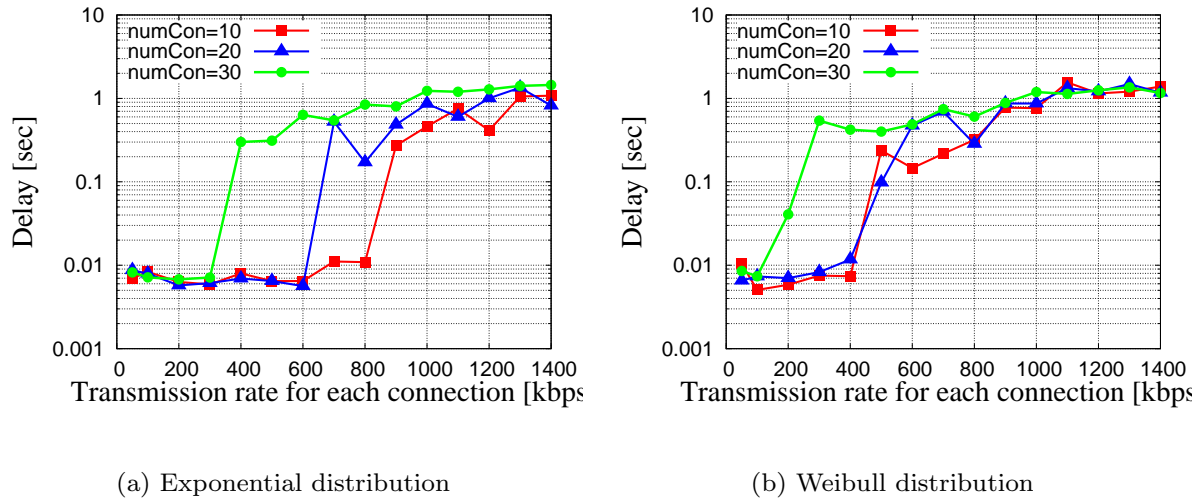 10
1
0.1
0.01
0.001
Delay [sec]
numCon=10
numCon=20
numCon=30
0 200 400 600 800 1000 1200 1400
Transmission rate for each connection [kbps
(a) Exponential distribution
10
1
0.1
0.01
0.001
Delay [sec]
numCon=10
numCon=20
numCon=30
0 200 400 600 800 1000 1200 1400
Transmission rate for each connection [kbps
(b) Weibull distribution